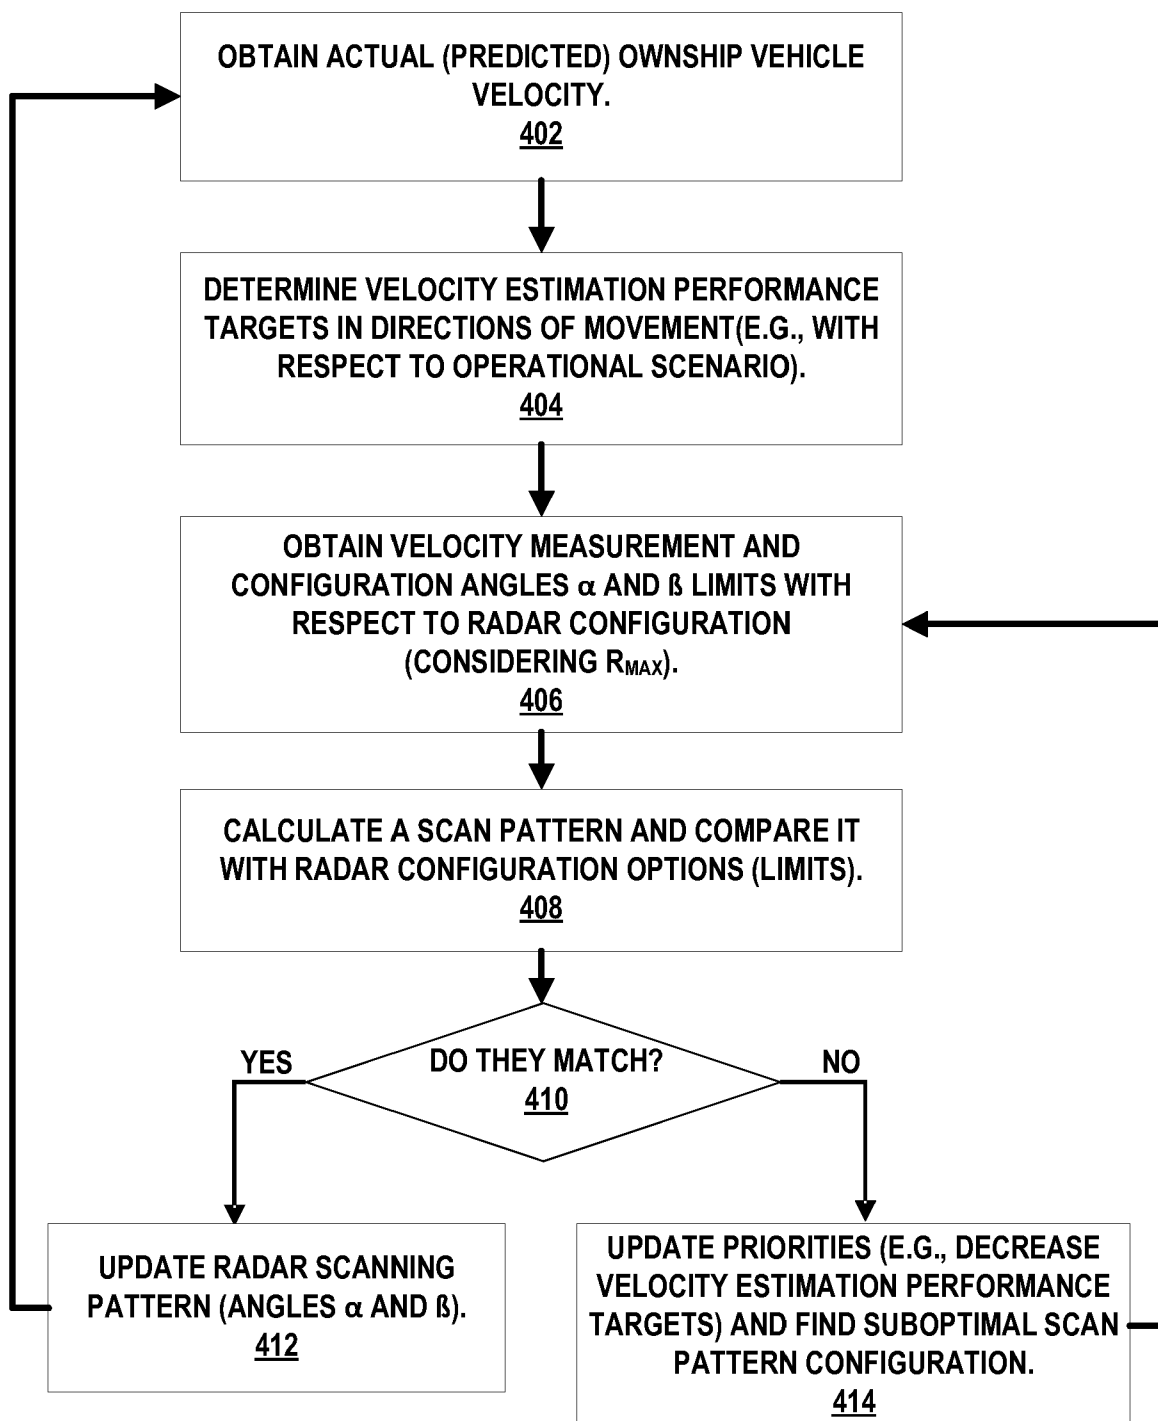 OBTAIN ACTUAL (PREDICTED) OWNSHIP VEHICLE
VELOCITY.
402
DETERMINE VELOCITY ESTIMATION PERFORMANCE
TARGETS IN DIRECTIONS OF MOVEMENT(E.G., WITH
RESPECT TO OPERATIONAL SCENARIO).
404
OBTAIN VELOCITY MEASUREMENT AND
CONFIGURATION ANGLES α AND ß LIMITS WITH
RESPECT TO RADAR CONFIGURATION
(CONSIDERING RMAX).
406
CALCULATE A SCAN PATTERN AND COMPARE IT
WITH RADAR CONFIGURATION OPTIONS (LIMITS).
408
DO THEY MATCH?
410
YES
NO
UPDATE RADAR SCANNING
PATTERN (ANGLES α AND ß).
412
UPDATE PRIORITIES (E.G., DECREASE
VELOCITY ESTIMATION PERFORMANCE
TARGETS) AND FIND SUBOPTIMAL SCAN
PATTERN CONFIGURATION.
414